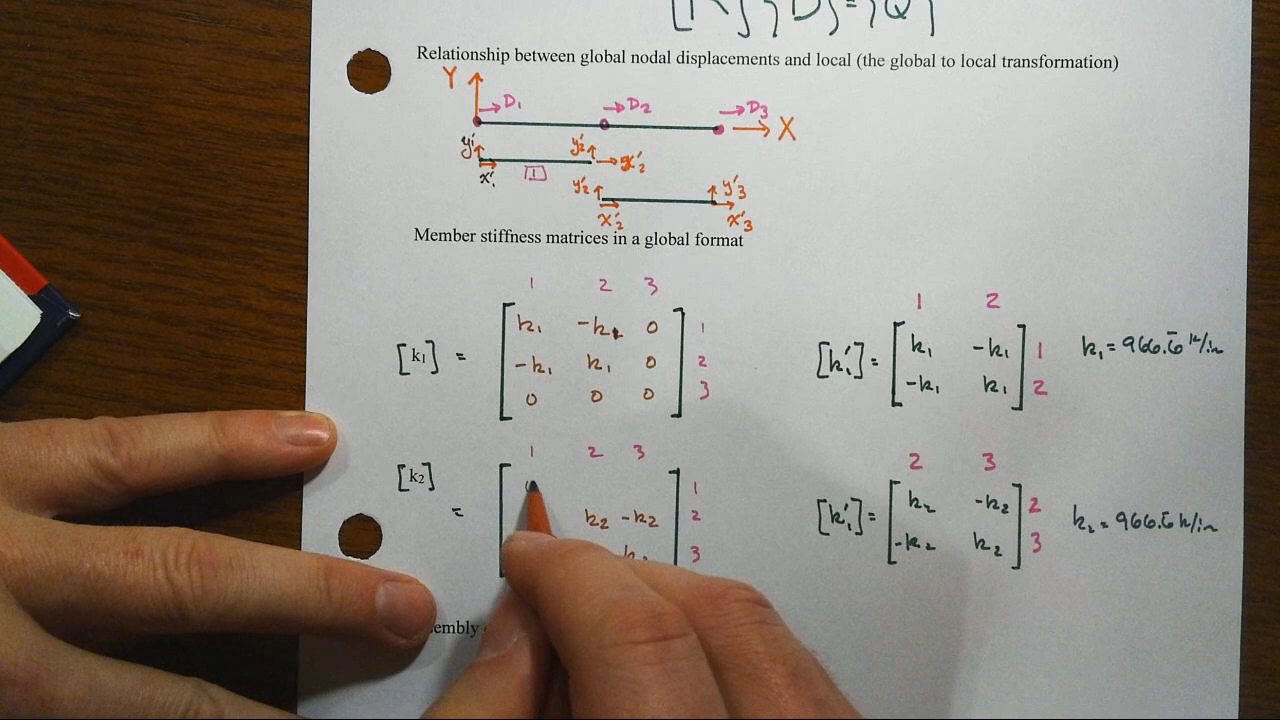 [K]{D}={Q}
Relationship between global nodal displacements and local (the global to local transformation)
Y
D1 D2 D3
X
y'1 y'2
x'1 1 x'2
y'2 y'3
x'2 x'3
Member stiffness matrices in a global format
1 2 3
[k1] = [k1 -k1 0] 1
[-k1 k1 0] 2
[0 0 0] 3
1 2
[k'1] = [k1 -k1] 1 k1 = 966.6̅ k/in
[-k1 k1] 2
1 2 3
[k2] = 1
k2 -k2 2
3
2 3
[k'1] = [k2 -k2] 2 k2 = 966.6̅ k/in
[-k2 k2] 3
embly